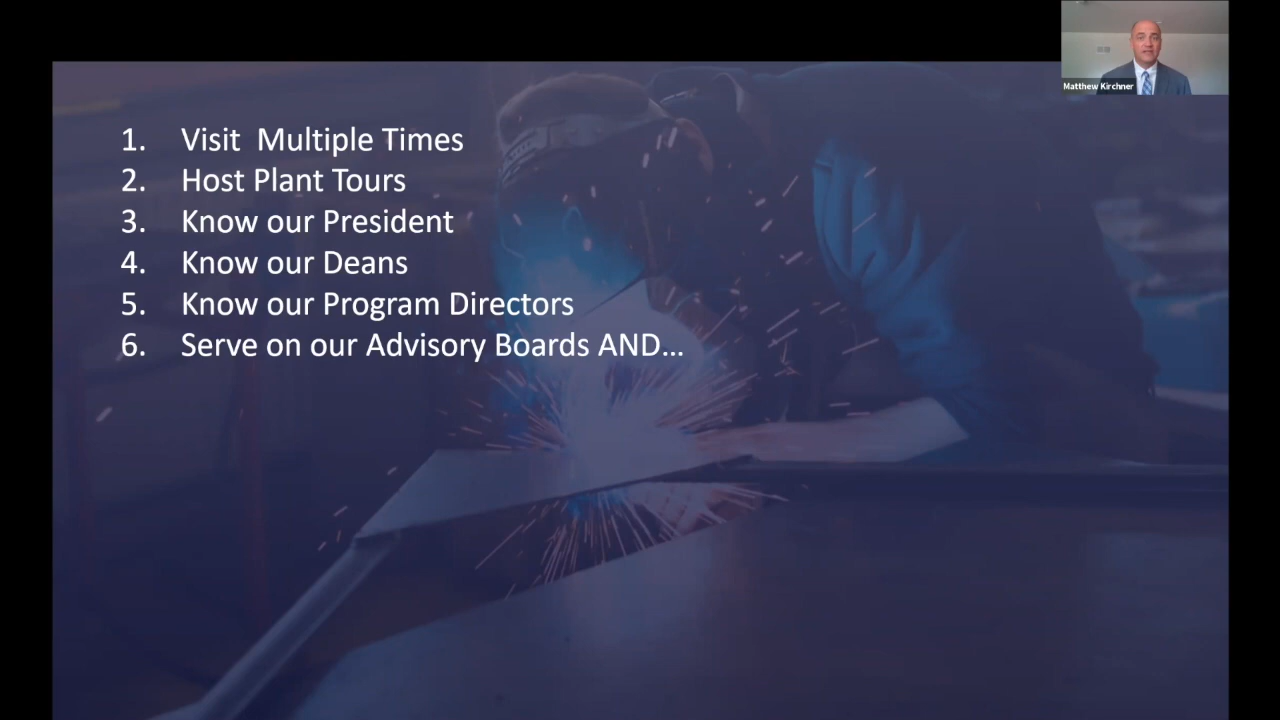 Matthew Kirchner
1. Visit Multiple Times
2. Host Plant Tours
3. Know our President
4. Know our Deans
5. Know our Program Directors
6. Serve on our Advisory Boards AND...